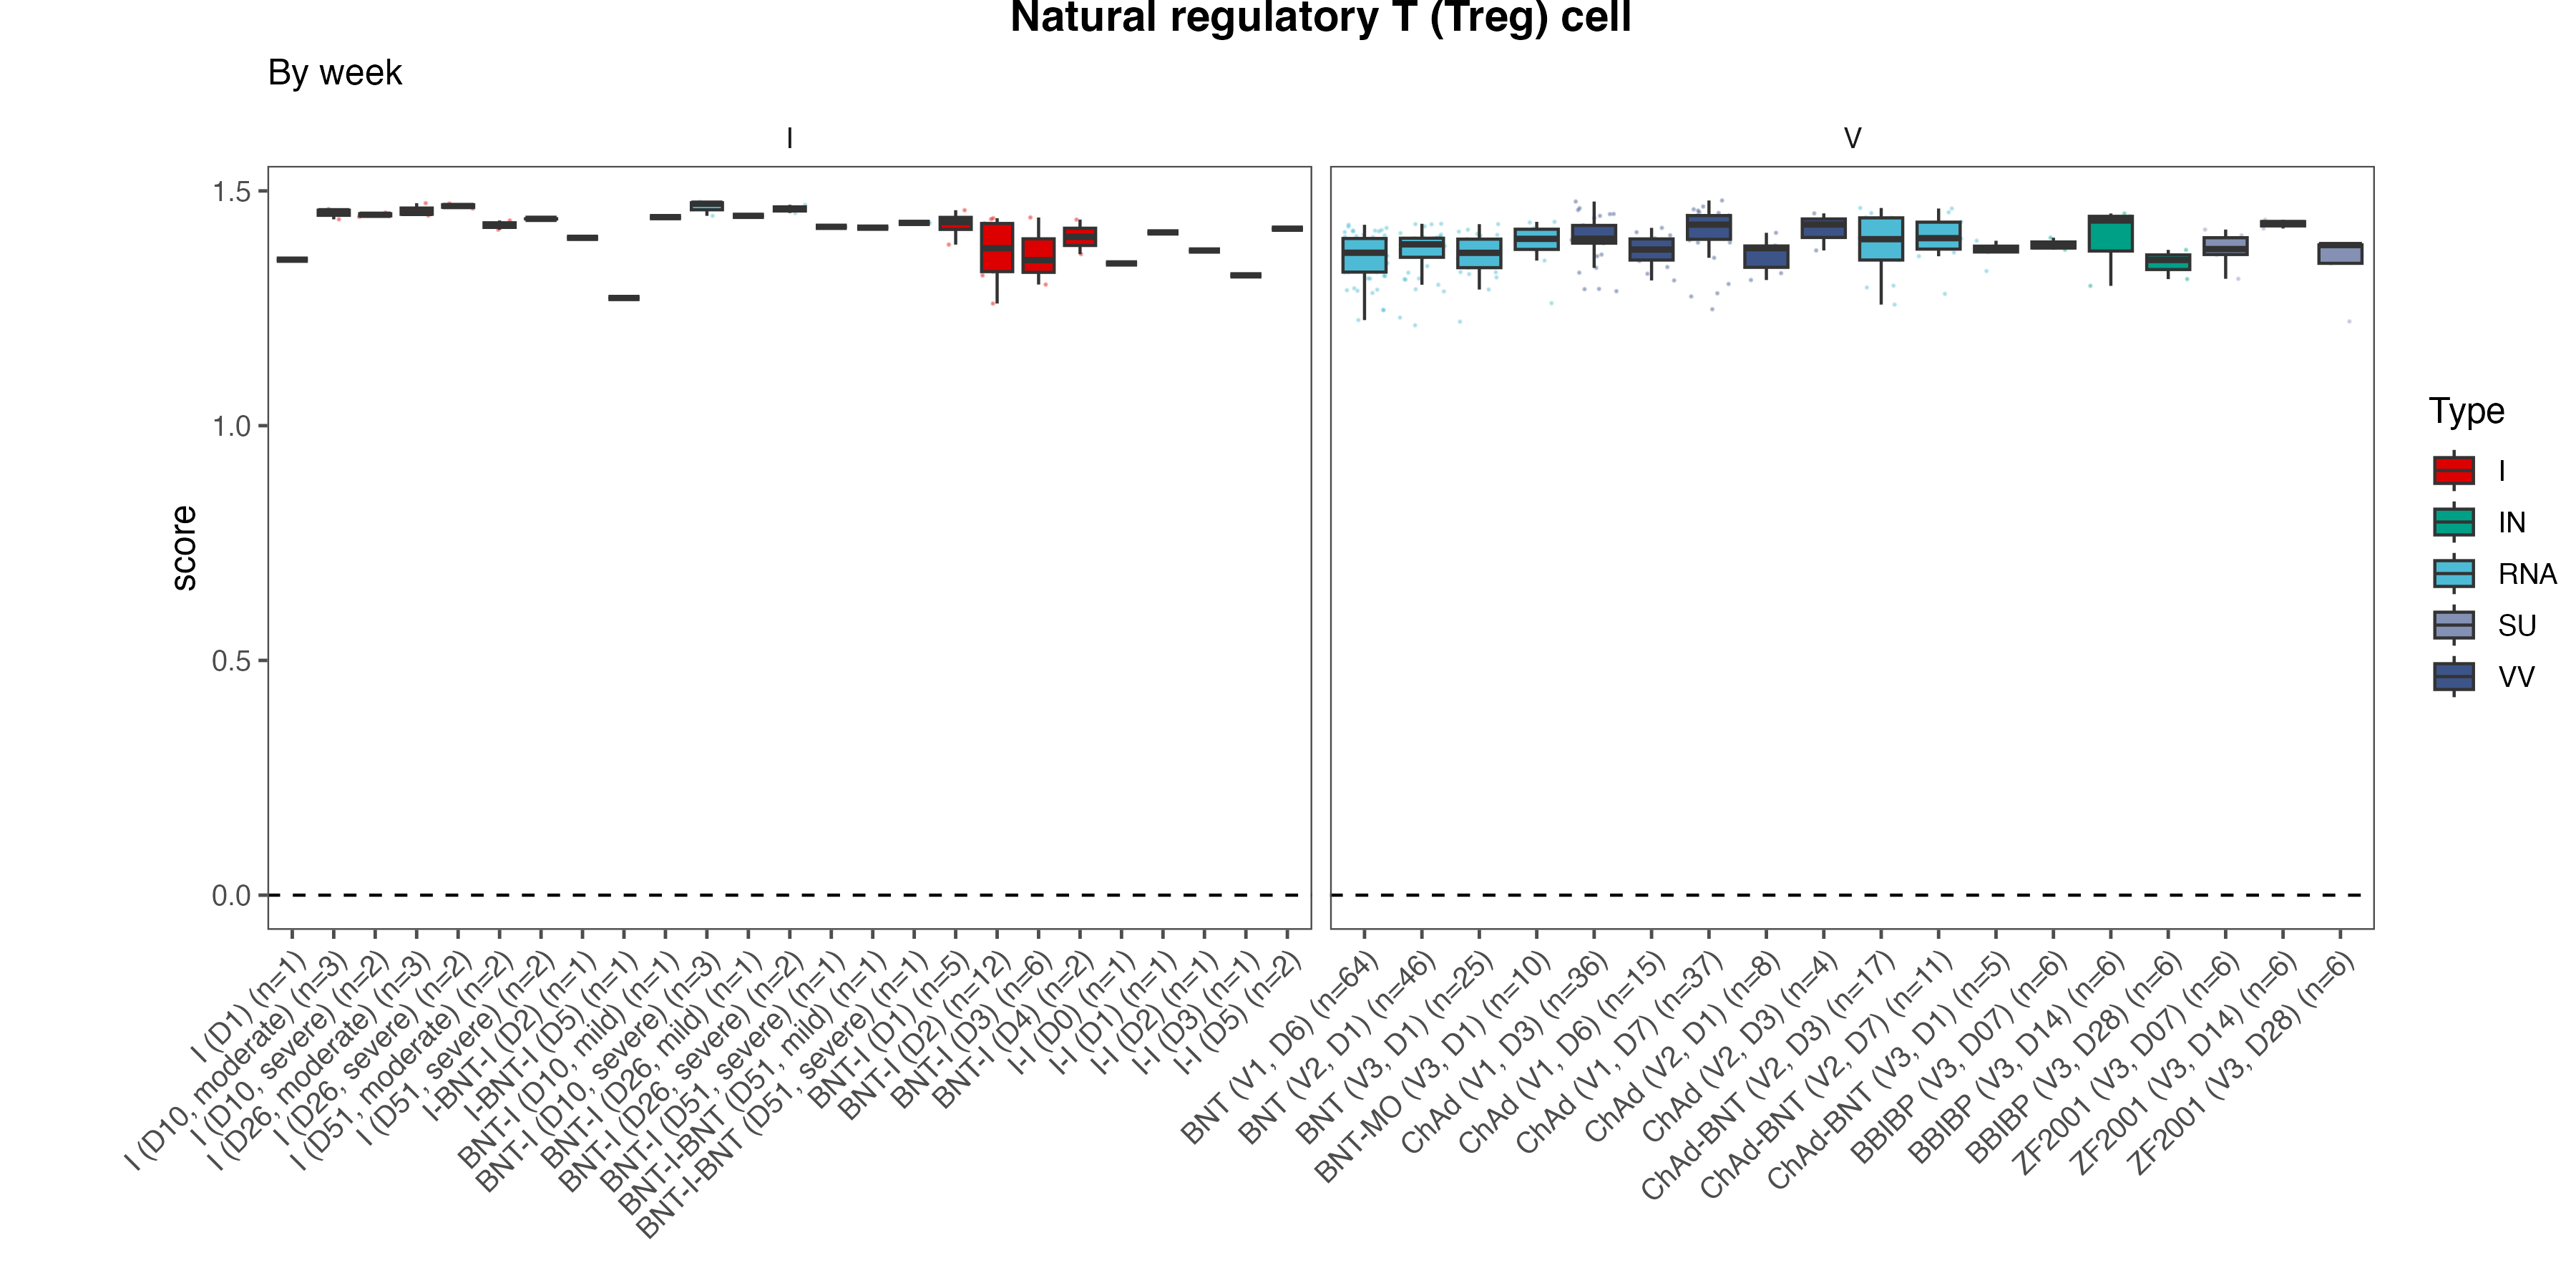 Natural regulatory T (Treg) cell
By week
I
V
1.5
1.0
0.5
0.0
score
I (D1) (n=1)
I (D10, moderate) (n=3)
I (D10, severe) (n=2)
I (D26, moderate) (n=3)
I (D26, severe) (n=2)
I (D51, moderate) (n=2)
I (D51, severe) (n=2)
I-BNT-I (D2) (n=1)
I-BNT-I (D5) (n=1)
BNT-I (D10, mild) (n=1)
BNT-I (D10, severe) (n=3)
BNT-I (D26, mild) (n=1)
BNT-I (D26, severe) (n=2)
BNT-I (D51, severe) (n=1)
BNT-I-BNT (D51, mild) (n=1)
BNT-I-BNT (D51, severe) (n=1)
BNT-I (D1) (n=5)
BNT-I (D2) (n=12)
BNT-I (D3) (n=6)
BNT-I (D4) (n=2)
I-I (D0) (n=1)
I-I (D1) (n=1)
I-I (D2) (n=1)
I-I (D3) (n=1)
I-I (D5) (n=2)
BNT (V1, D6) (n=64)
BNT (V2, D1) (n=46)
BNT (V3, D1) (n=25)
BNT-MO (V3, D1) (n=10)
ChAd (V1, D3) (n=36)
ChAd (V1, D6) (n=15)
ChAd (V1, D7) (n=37)
ChAd (V2, D1) (n=8)
ChAd (V2, D3) (n=4)
ChAd-BNT (V2, D3) (n=17)
ChAd-BNT (V2, D7) (n=11)
ChAd-BNT (V3, D1) (n=5)
BBIBP (V3, D07) (n=6)
BBIBP (V3, D14) (n=6)
BBIBP (V3, D28) (n=6)
ZF2001 (V3, D07) (n=6)
ZF2001 (V3, D14) (n=6)
ZF2001 (V3, D28) (n=6)
Type
I
IN
RNA
SU
VV